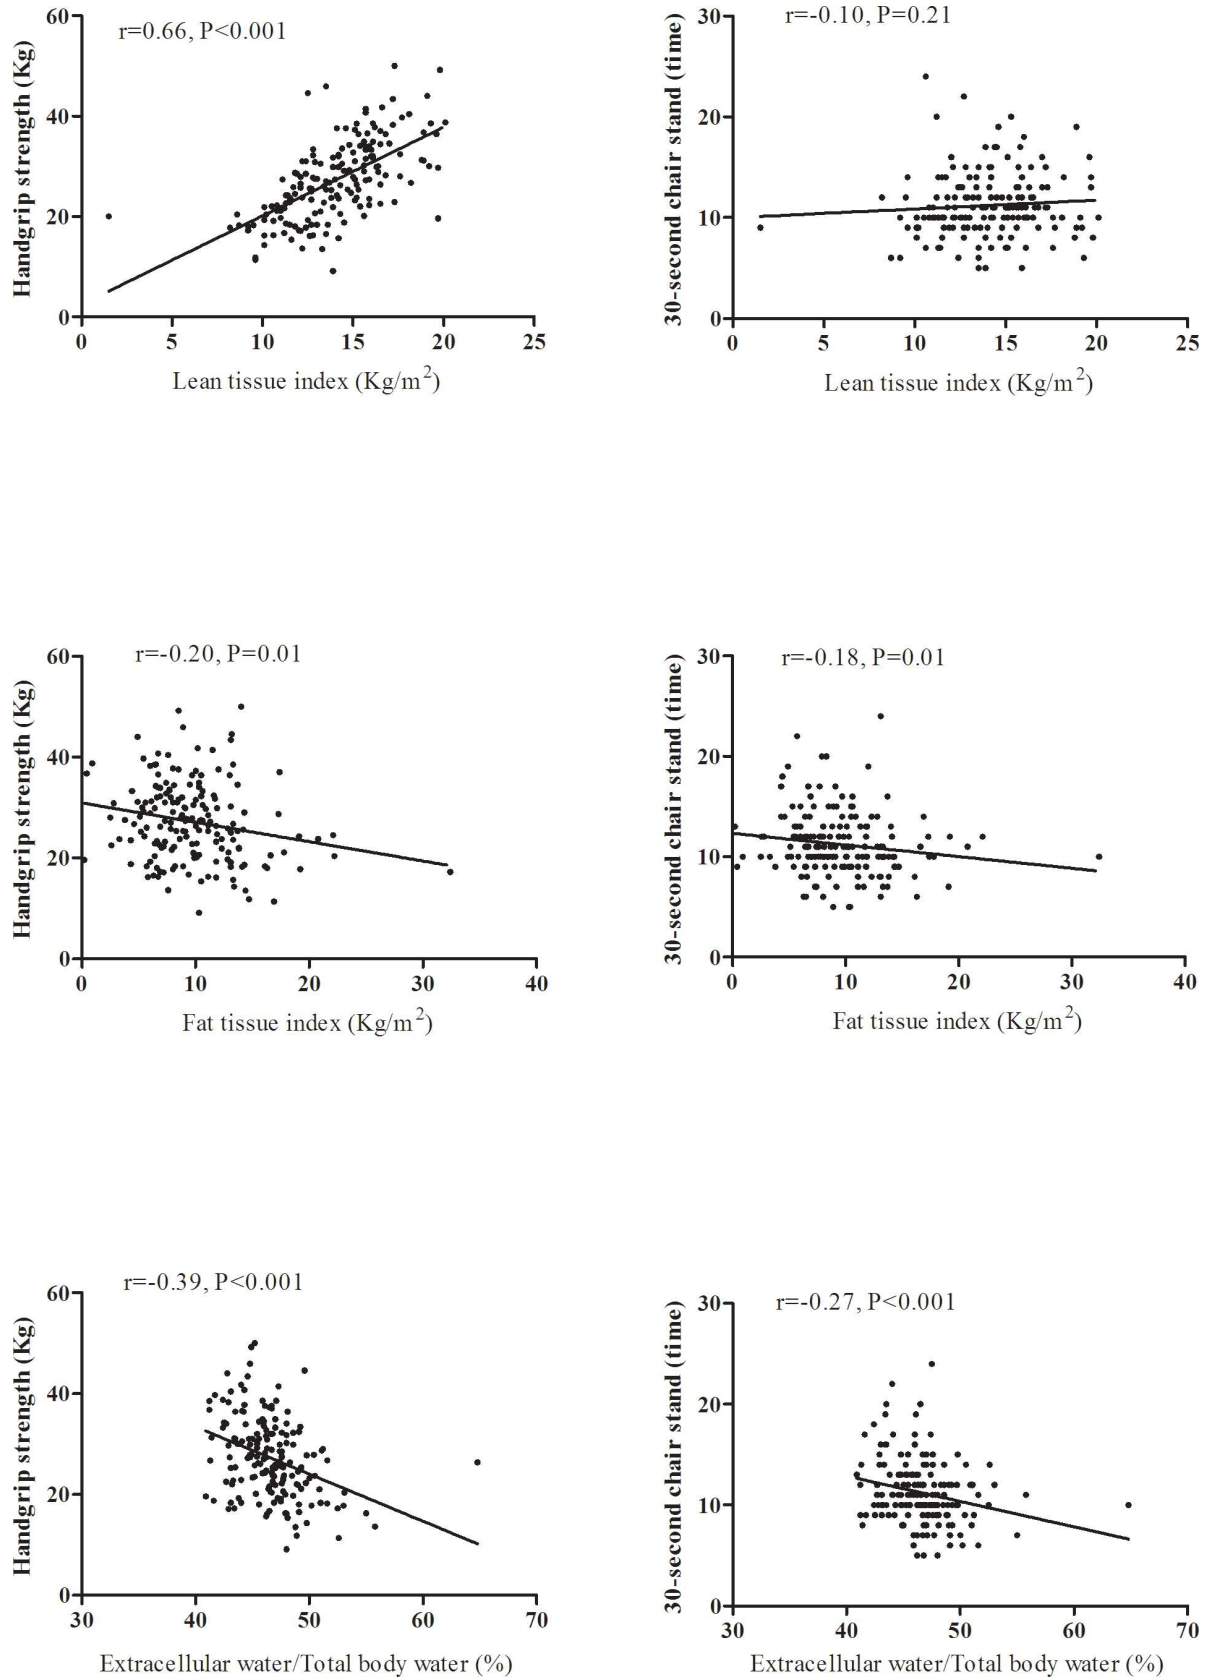 r=0.66, P<0.001
Handgrip strength (Kg)
60
40
20
0
0 5 10 15 20 25
Lean tissue index (Kg/m²)
r=-0.10, P=0.21
30-second chair stand (time)
30
20
10
0
0 5 10 15 20 25
Lean tissue index (Kg/m²)
r=-0.20, P=0.01
Handgrip strength (Kg)
60
40
20
0
0 10 20 30 40
Fat tissue index (Kg/m²)
r=-0.18, P=0.01
30-second chair stand (time)
30
20
10
0
0 10 20 30 40
Fat tissue index (Kg/m²)
r=-0.39, P<0.001
Handgrip strength (Kg)
60
40
20
0
30 40 50 60 70
Extracellular water/Total body water (%)
r=-0.27, P<0.001
30-second chair stand (time)
30
20
10
0
30 40 50 60 70
Extracellular water/Total body water (%)